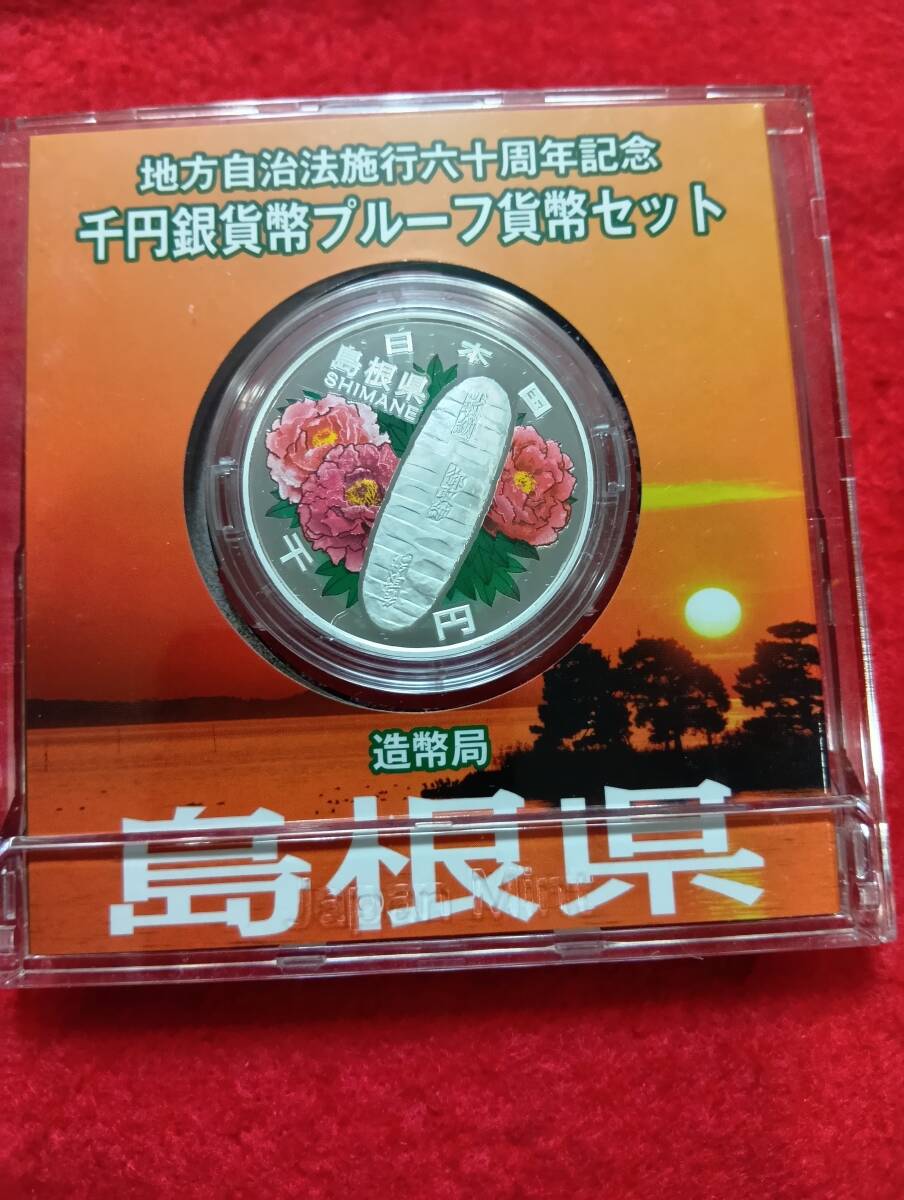 地方自治法施行六十周年記念
千円銀貨幣プルーフ貨幣セット
日本国
島根県
SHIMANE
千円
造幣局
島根県
Japan Mint